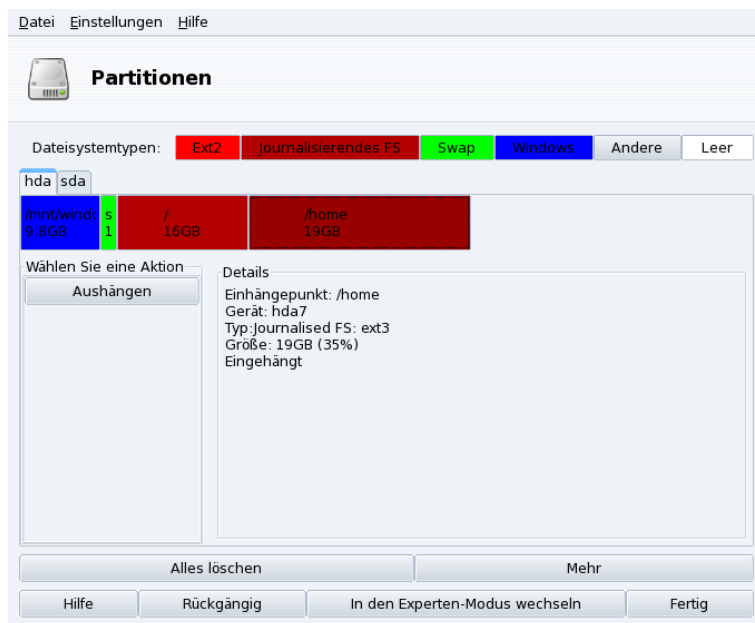 Datei Einstellungen Hilfe
Partitionen
Dateisystemtypen: Ext2 Journalisierendes FS Swap Windows Andere Leer
hda sda
/mnt/windo s / /home
9.8GB 1 16GB 19GB
Wählen Sie eine Aktion
Aushängen
Details
Einhängepunkt: /home
Gerät: hda7
Typ:Journalised FS: ext3
Größe: 19GB (35%)
Eingehängt
Alles löschen Mehr
Hilfe Rückgängig In den Experten-Modus wechseln Fertig